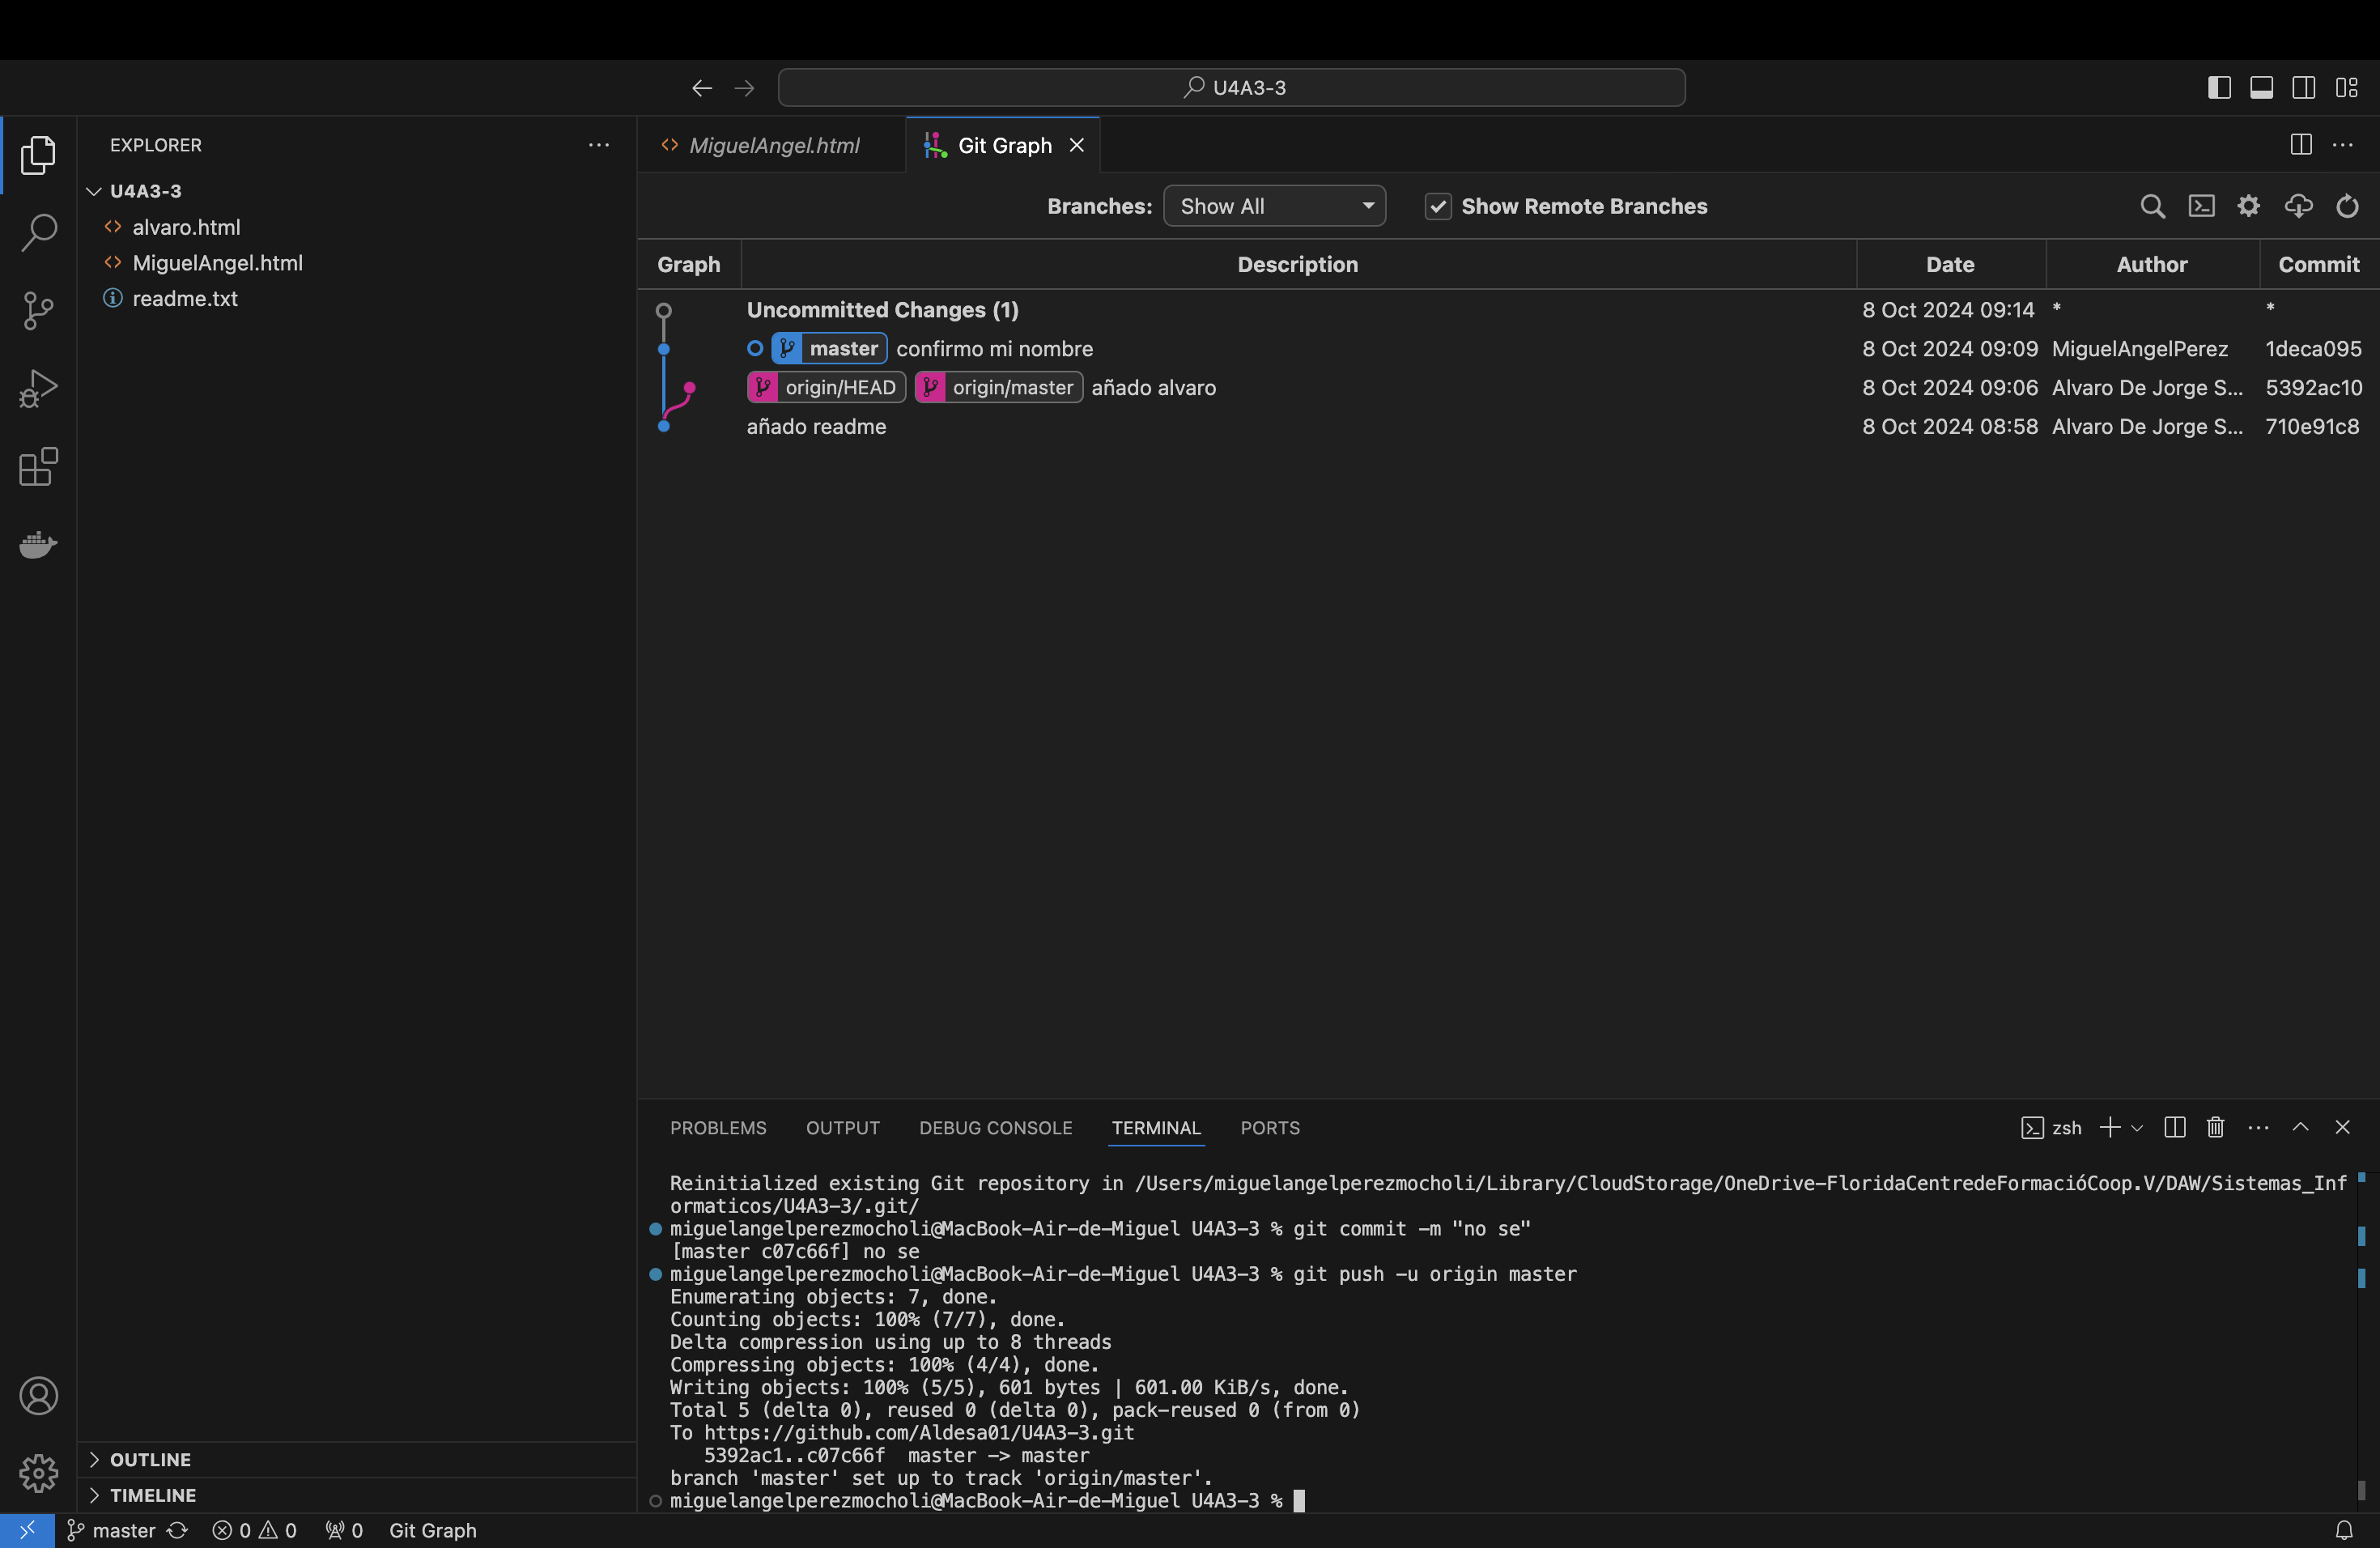 U4A3-3
EXPLORER
MiguelAngel.html
Git Graph
U4A3-3
alvaro.html
MiguelAngel.html
readme.txt
Branches: Show All Show Remote Branches
Graph Description Date Author Commit
Uncommitted Changes (1) 8 Oct 2024 09:14 * *
master confirmo mi nombre 8 Oct 2024 09:09 MiguelAngelPerez 1deca095
origin/HEAD origin/master añado alvaro 8 Oct 2024 09:06 Alvaro De Jorge S... 5392ac10
añado readme 8 Oct 2024 08:58 Alvaro De Jorge S... 710e91c8
PROBLEMS OUTPUT DEBUG CONSOLE TERMINAL PORTS zsh
Reinitialized existing Git repository in /Users/miguelangelperezmocholi/Library/CloudStorage/OneDrive-FloridaCentredeFormacióCoop.V/DAW/Sistemas_Inf
ormaticos/U4A3-3/.git/
miguelangelperezmocholi@MacBook-Air-de-Miguel U4A3-3 % git commit -m "no se"
[master c07c66f] no se
miguelangelperezmocholi@MacBook-Air-de-Miguel U4A3-3 % git push -u origin master
Enumerating objects: 7, done.
Counting objects: 100% (7/7), done.
Delta compression using up to 8 threads
Compressing objects: 100% (4/4), done.
Writing objects: 100% (5/5), 601 bytes | 601.00 KiB/s, done.
Total 5 (delta 0), reused 0 (delta 0), pack-reused 0 (from 0)
To https://github.com/Aldesa01/U4A3-3.git
5392ac1..c07c66f master -> master
branch 'master' set up to track 'origin/master'.
miguelangelperezmocholi@MacBook-Air-de-Miguel U4A3-3 %
OUTLINE
TIMELINE
master 0 0 0 Git Graph